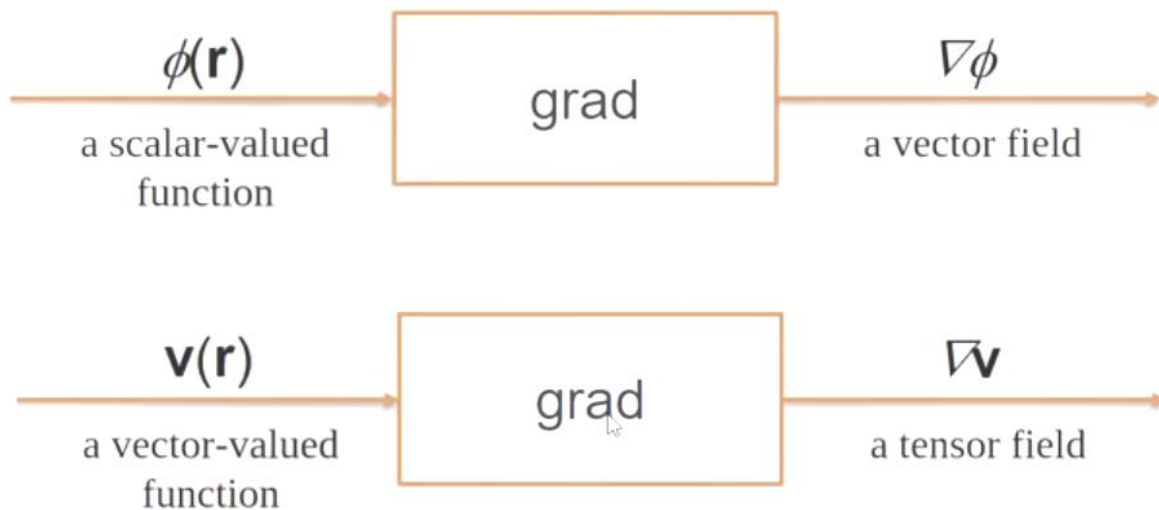 ϕ(r)
grad
∇ϕ
a scalar-valued
function
a vector field
v(r)
grad
∇v
a vector-valued
function
a tensor field